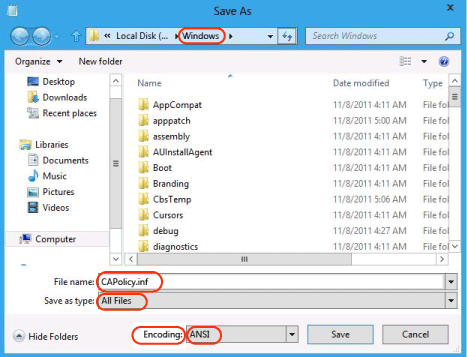 Save As
« Local Disk (... Windows
Search Windows
Organize New folder
Name Date modified Type
Desktop
Downloads
Recent places
Libraries
Documents
Music
Pictures
Videos
Computer
AppCompat 11/8/2011 4:11 AM File fol
apppatch 11/8/2011 5:00 AM File fol
assembly 11/8/2011 4:11 AM File fol
AUInstallAgent 11/8/2011 4:11 AM File fol
Boot 11/8/2011 4:11 AM File fol
Branding 11/8/2011 4:11 AM File fol
CbsTemp 11/8/2011 5:06 AM File fol
Cursors 11/8/2011 4:11 AM File fol
debug 11/8/2011 4:27 AM File fol
diagnostics 11/8/2011 4:11 AM File fol
File name: CAPolicy.inf
Save as type: All Files
Hide Folders
Encoding: ANSI
Save
Cancel